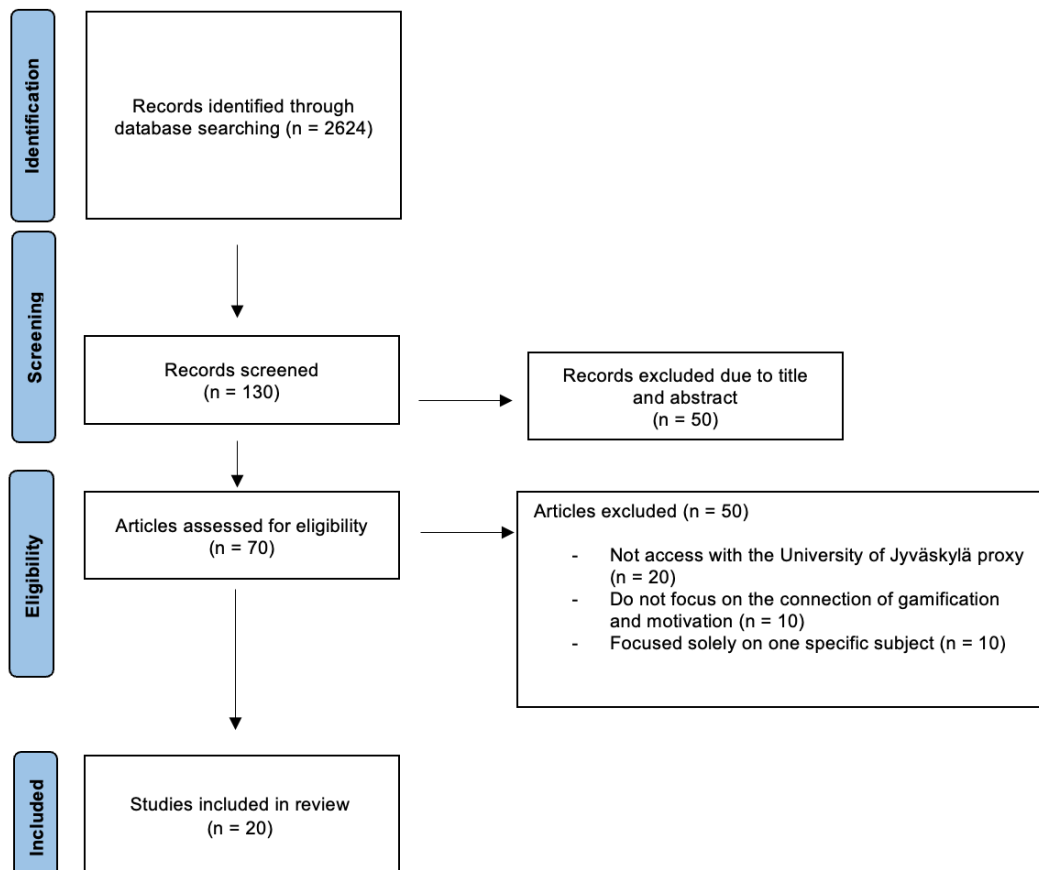 Identification
Records identified through
database searching (n = 2624)
Screening
Records screened
(n = 130)
Records excluded due to title
and abstract
(n = 50)
Eligibility
Articles assessed for eligibility
(n = 70)
Articles excluded (n = 50)
- Not access with the University of Jyväskylä proxy
(n = 20)
- Do not focus on the connection of gamification
and motivation (n = 10)
- Focused solely on one specific subject (n = 10)
Included
Studies included in review
(n = 20)